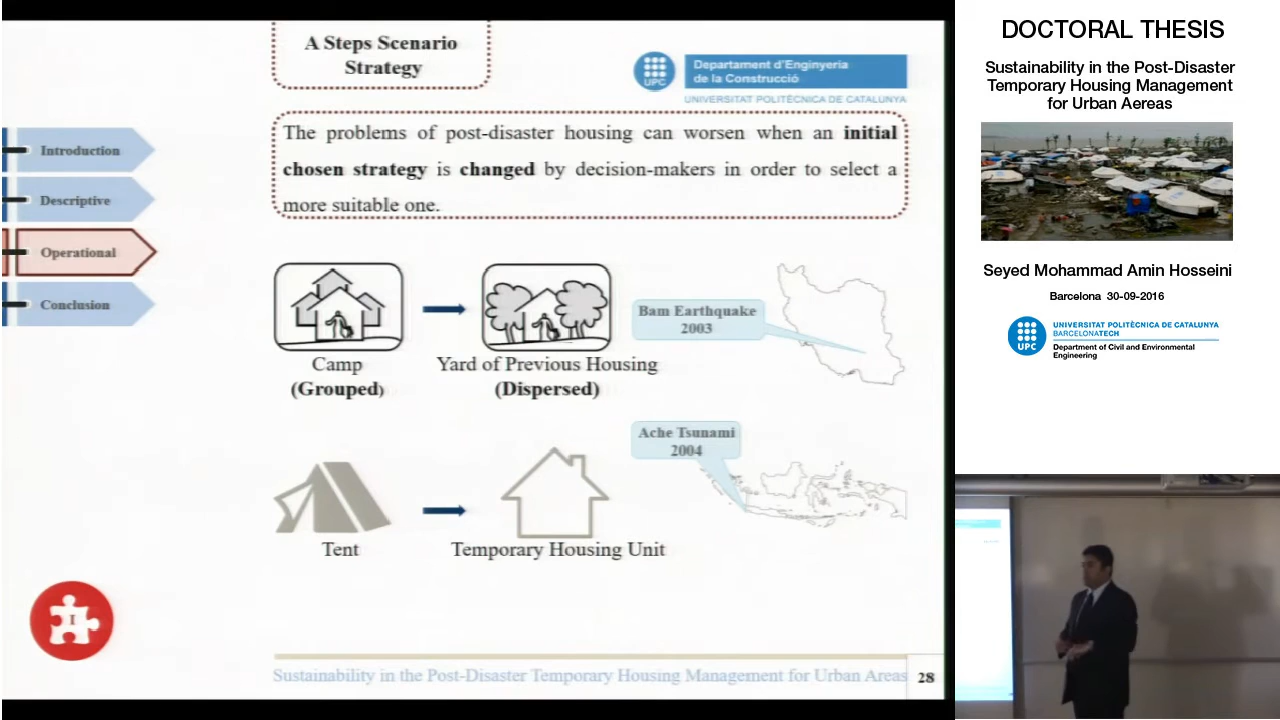 A Steps Scenario
Strategy
UPC
Departament d'Enginyeria
de la Construcció
UNIVERSITAT POLITÈCNICA DE CATALUNYA
Introduction
Descriptive
Operational
Conclusion
The problems of post-disaster housing can worsen when an initial
chosen strategy is changed by decision-makers in order to select a
more suitable one.
Camp
(Grouped)
Yard of Previous Housing
(Dispersed)
Bam Earthquake
2003
Ache Tsunami
2004
Tent
Temporary Housing Unit
I
Sustainability in the Post-Disaster Temporary Housing Management for Urban Areas
28
DOCTORAL THESIS
Sustainability in the Post-Disaster
Temporary Housing Management
for Urban Aereas
Seyed Mohammad Amin Hosseini
Barcelona 30-09-2016
UPC
UNIVERSITAT POLITÈCNICA DE CATALUNYA
BARCELONATECH
Department of Civil and Environmental
Engineering